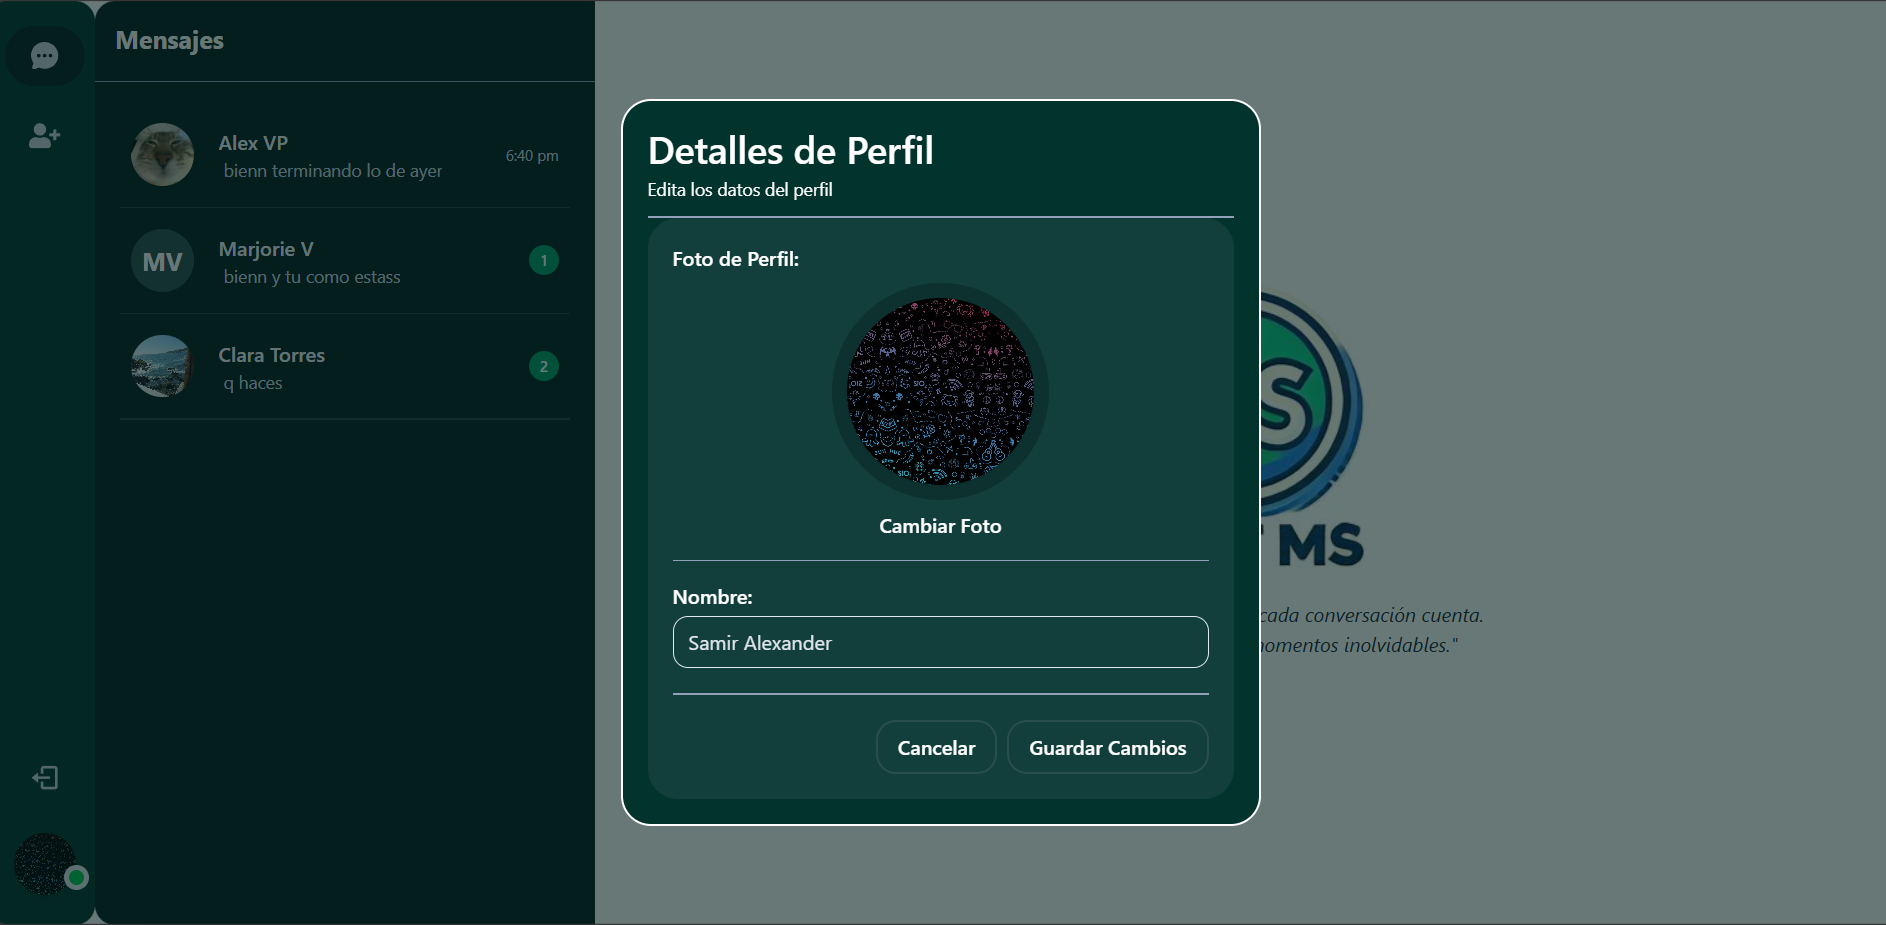 Mensajes
Alex VP
bienn terminando lo de ayer
6:40 pm
MV
Marjorie V
bienn y tu como estass
1
Clara Torres
q haces
2
Detalles de Perfil
Edita los datos del perfil
Foto de Perfil:
Cambiar Foto
Nombre:
Samir Alexander
Cancelar
Guardar Cambios
S
MS
cada conversación cuenta.
momentos inolvidables."